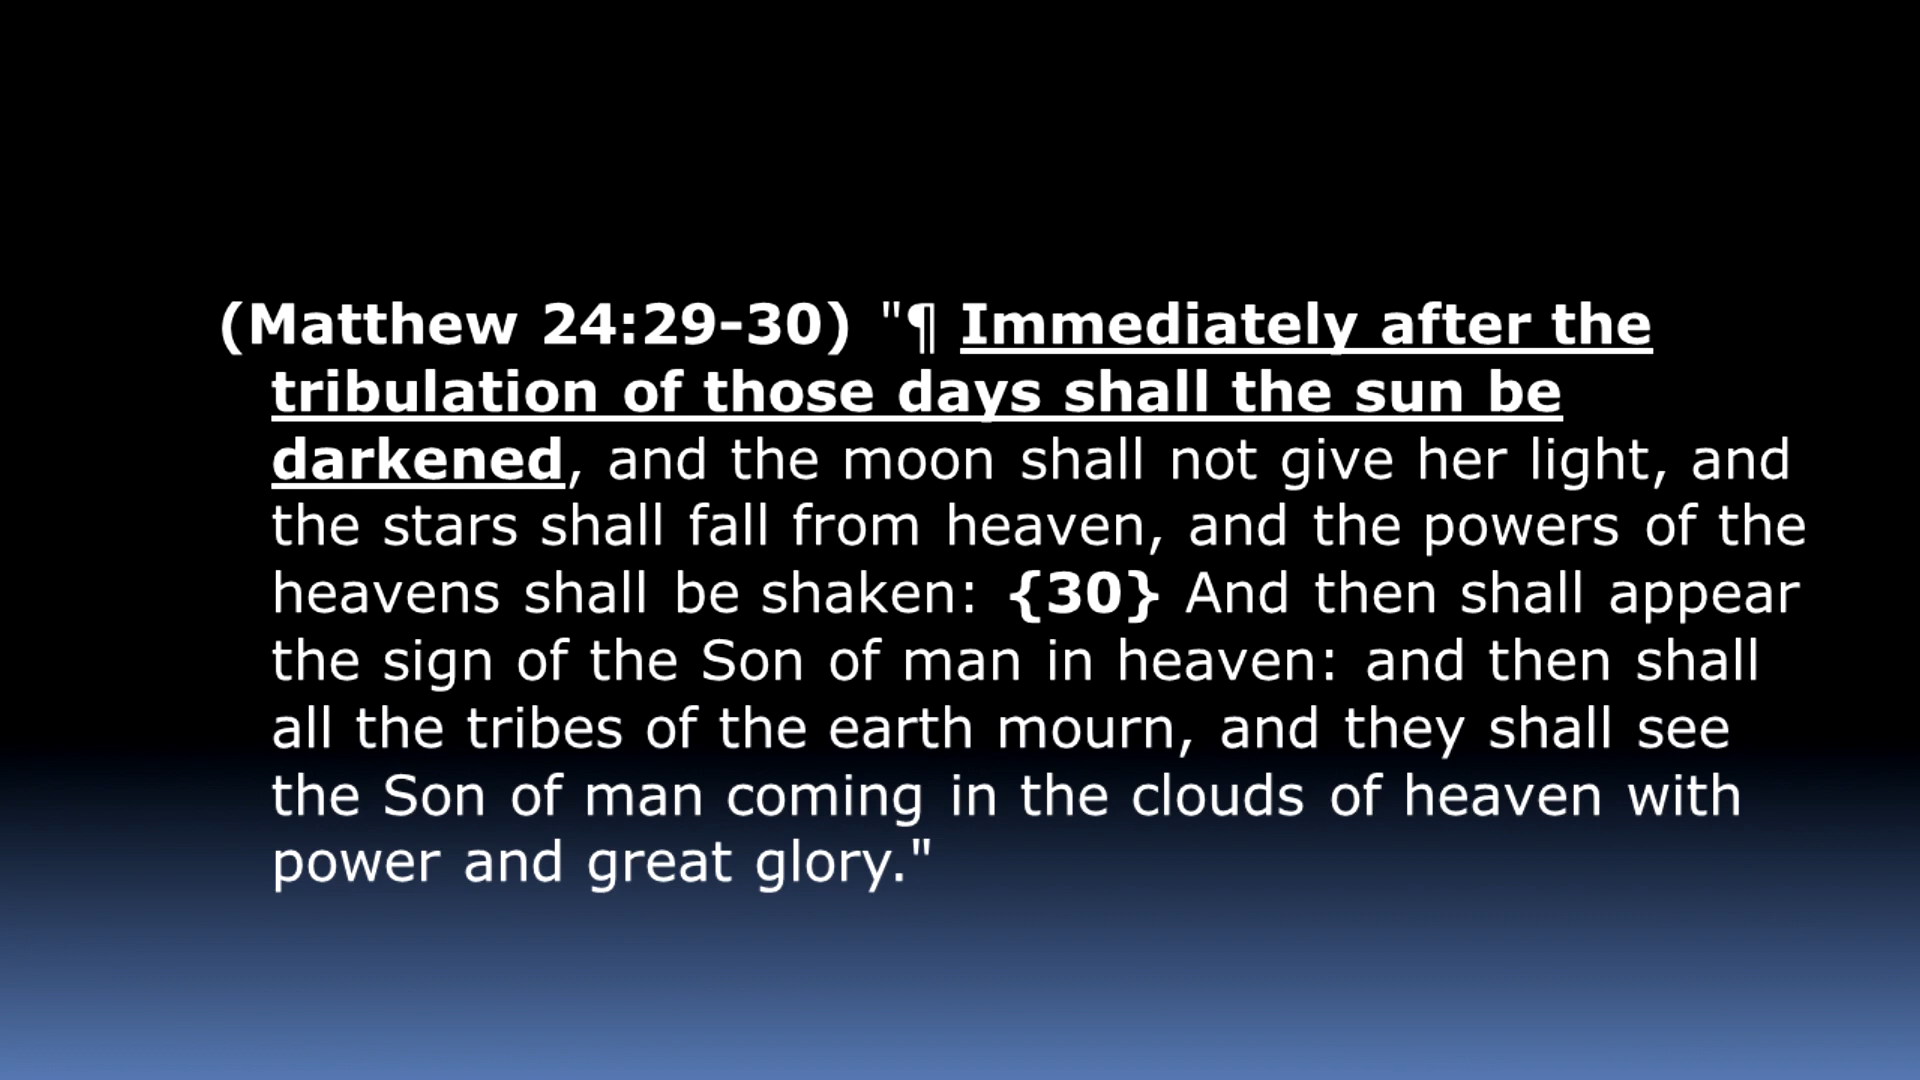 (Matthew 24:29-30) "¶ Immediately after the
tribulation of those days shall the sun be
darkened, and the moon shall not give her light, and
the stars shall fall from heaven, and the powers of the
heavens shall be shaken: {30} And then shall appear
the sign of the Son of man in heaven: and then shall
all the tribes of the earth mourn, and they shall see
the Son of man coming in the clouds of heaven with
power and great glory."